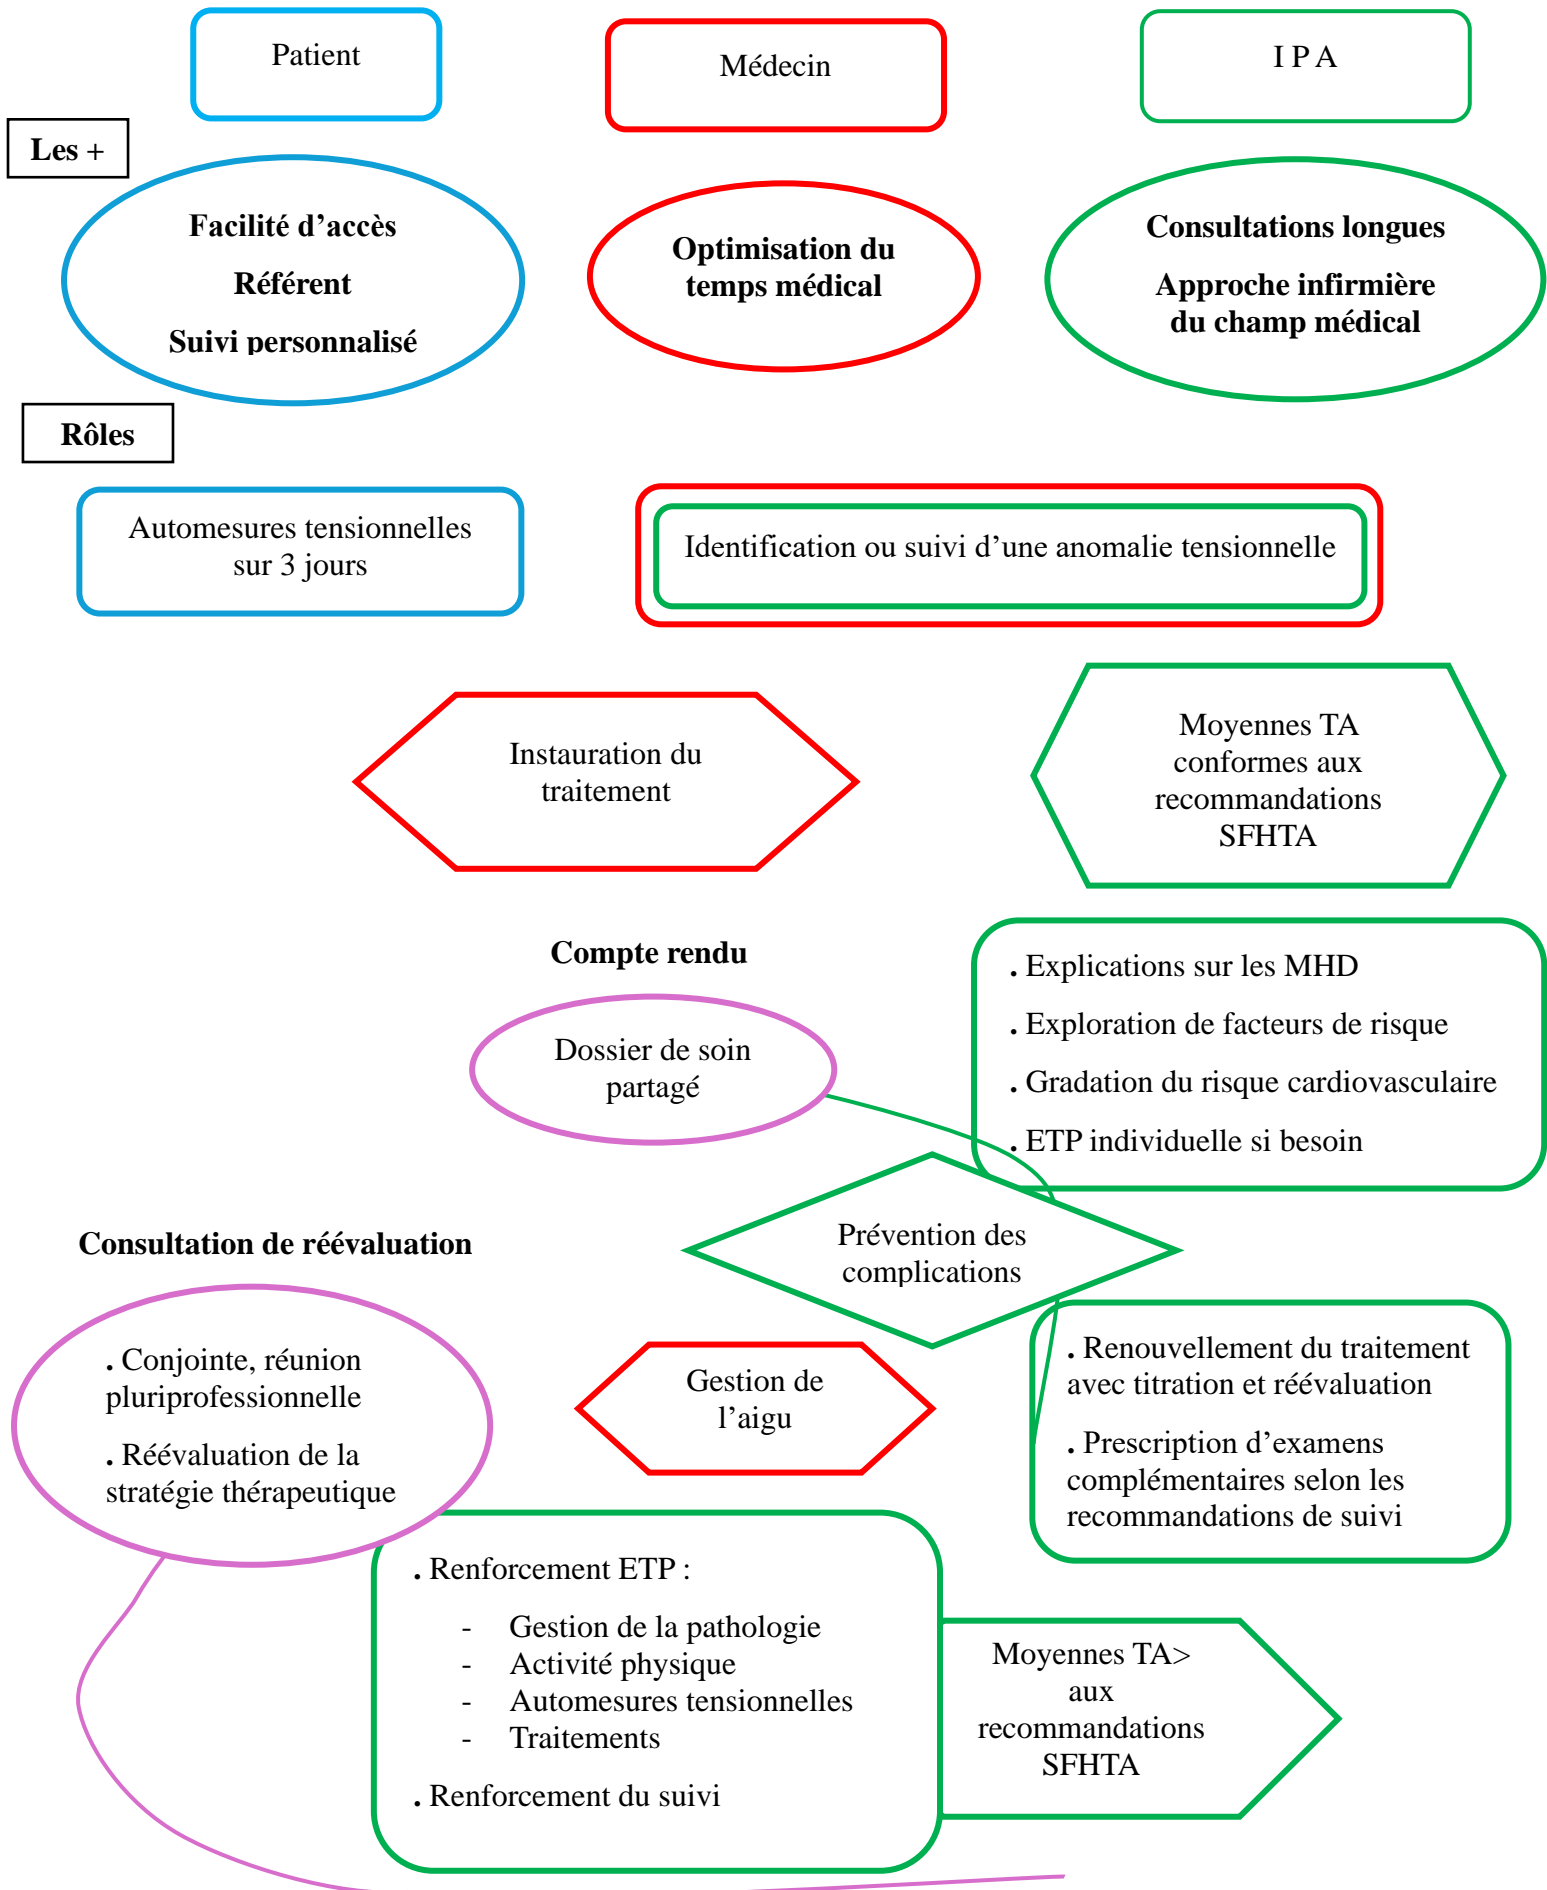 Patient
Médecin
I P A
Les +
Facilité d’accès
Référent
Suivi personnalisé
Optimisation du
temps médical
Consultations longues
Approche infirmière
du champ médical
Rôles
Automesures tensionnelles
sur 3 jours
Identification ou suivi d’une anomalie tensionnelle
Instauration du
traitement
Moyennes TA
conformes aux
recommandations
SFHTA
Compte rendu
Dossier de soin
partagé
. Explications sur les MHD
. Exploration de facteurs de risque
. Gradation du risque cardiovasculaire
. ETP individuelle si besoin
Prévention des
complications
Consultation de réévaluation
. Conjointe, réunion
pluriprofessionnelle
. Réévaluation de la
stratégie thérapeutique
Gestion de
l’aigu
. Renouvellement du traitement
avec titration et réévaluation
. Prescription d’examens
complémentaires selon les
recommandations de suivi
. Renforcement ETP :
- Gestion de la pathologie
- Activité physique
- Automesures tensionnelles
- Traitements
. Renforcement du suivi
Moyennes TA>
aux
recommandations
SFHTA